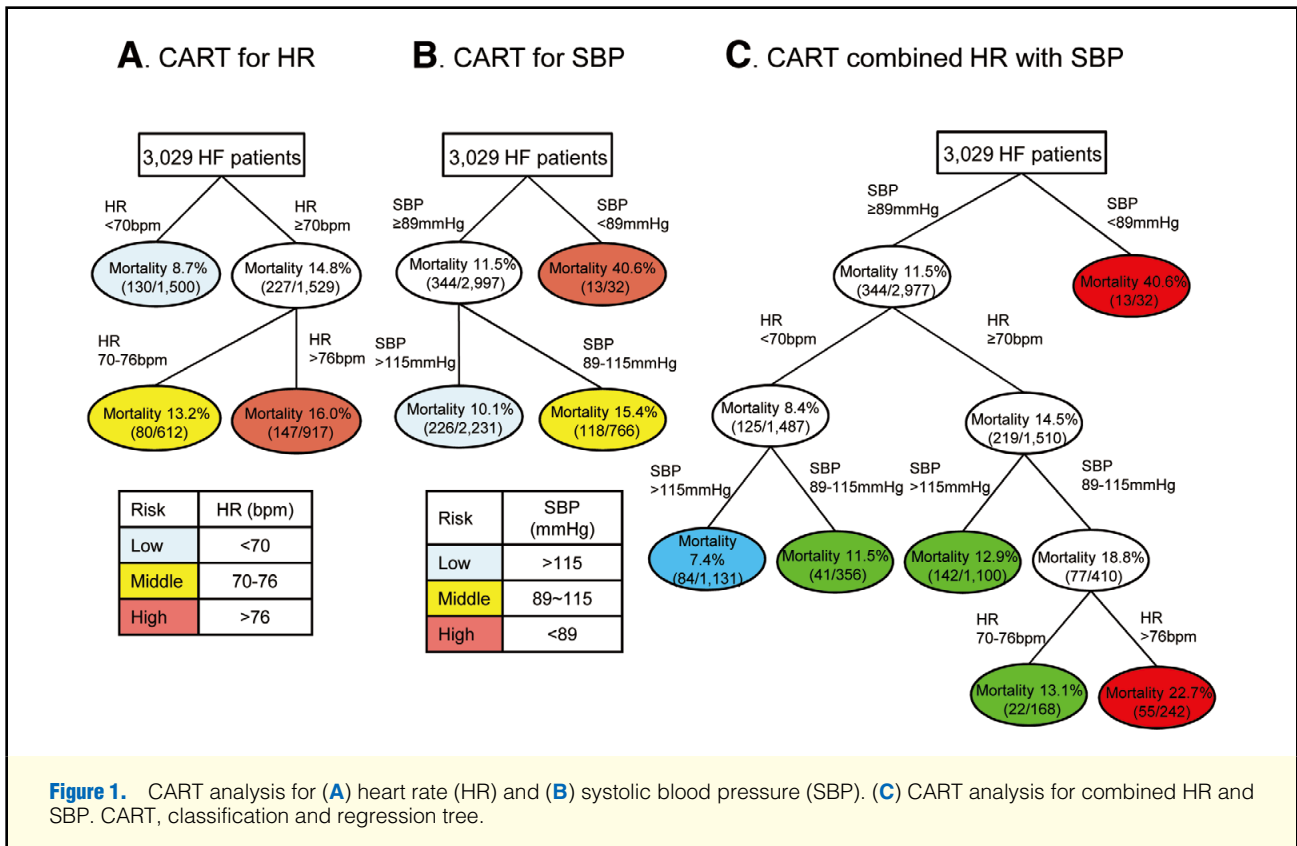 A. CART for HR
3,029 HF patients
HR
<70bpm
HR
≥70bpm
Mortality 8.7%
(130/1,500)
Mortality 14.8%
(227/1,529)
HR
70-76bpm
HR
>76bpm
Mortality 13.2%
(80/612)
Mortality 16.0%
(147/917)
Risk HR (bpm)
Low <70
Middle 70-76
High >76
B. CART for SBP
3,029 HF patients
SBP
≥89mmHg
SBP
<89mmHg
Mortality 11.5%
(344/2,997)
Mortality 40.6%
(13/32)
SBP
>115mmHg
SBP
89-115mmHg
Mortality 10.1%
(226/2,231)
Mortality 15.4%
(118/766)
Risk SBP
(mmHg)
Low >115
Middle 89~115
High <89
C. CART combined HR with SBP
3,029 HF patients
SBP
≥89mmHg
SBP
<89mmHg
Mortality 11.5%
(344/2,977)
Mortality 40.6%
(13/32)
HR
<70bpm
HR
≥70bpm
Mortality 8.4%
(125/1,487)
Mortality 14.5%
(219/1,510)
SBP
>115mmHg
SBP
89-115mmHg
SBP
>115mmHg
SBP
89-115mmHg
Mortality
7.4%
(84/1,131)
Mortality 11.5%
(41/356)
Mortality 12.9%
(142/1,100)
Mortality 18.8%
(77/410)
HR
70-76bpm
HR
>76bpm
Mortality 13.1%
(22/168)
Mortality 22.7%
(55/242)
Figure 1. CART analysis for (A) heart rate (HR) and (B) systolic blood pressure (SBP). (C) CART analysis for combined HR and
SBP. CART, classification and regression tree.